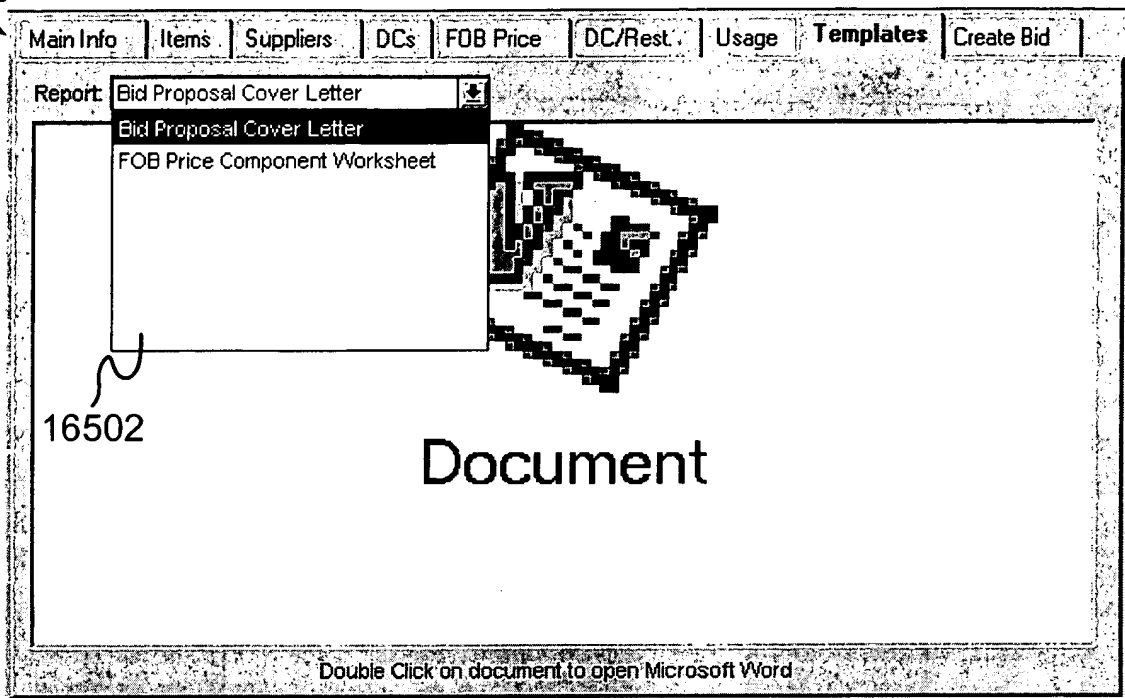 Main Info Items Suppliers DCs FOB Price DC/Rest. Usage Templates Create Bid
Report: Bid Proposal Cover Letter
Bid Proposal Cover Letter
FOB Price Component Worksheet
16502
Document
Double Click on document to open Microsoft Word